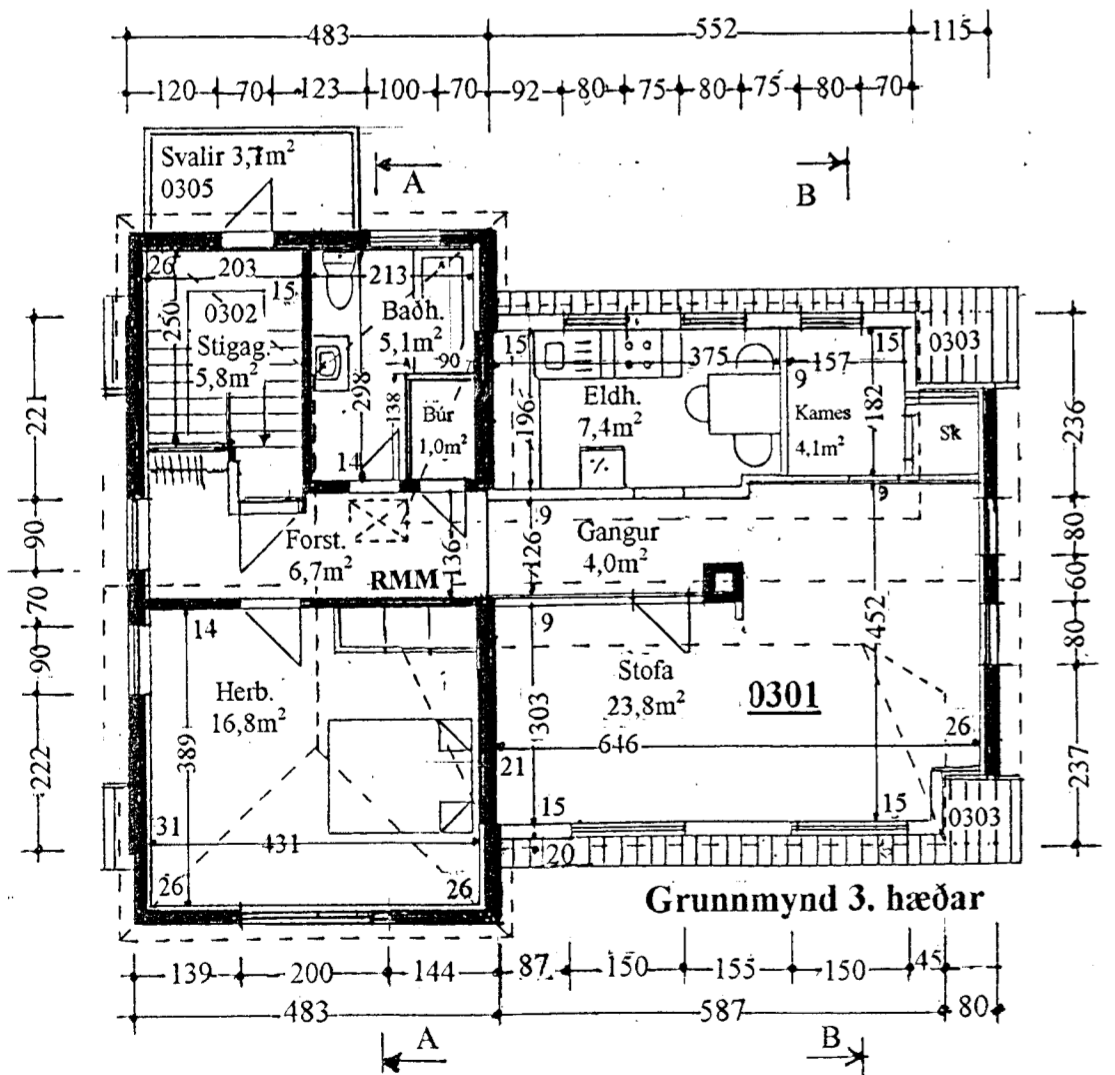 483 552 115
120 70 123 100 70 92 80 75 80 75 80 70
Svalir 3,1m²
0305
A
B
26 203 213
15
250
0302
Stigag.
5,8m²
Baðh.
5,1m²
90
298
138
Búr
1,0m²
14
15 375 157 15
9
0303
Eldh.
7,4m²
196
Kames
4,1m²
182
Sk
9
221
90
70
90
222
236
80
60
80
237
Forst.
6,7m²
RMM
136
9
126
Gangur
4,0m²
14
9
452
Herb.
16,8m²
389
303
Stofa
23,8m²
0301
646
26
21
31
431
15
15
0303
20
26
26
Grunnmynd 3. hæðar
139 200 144 87 150 155 150 45
483 587 80
A
B